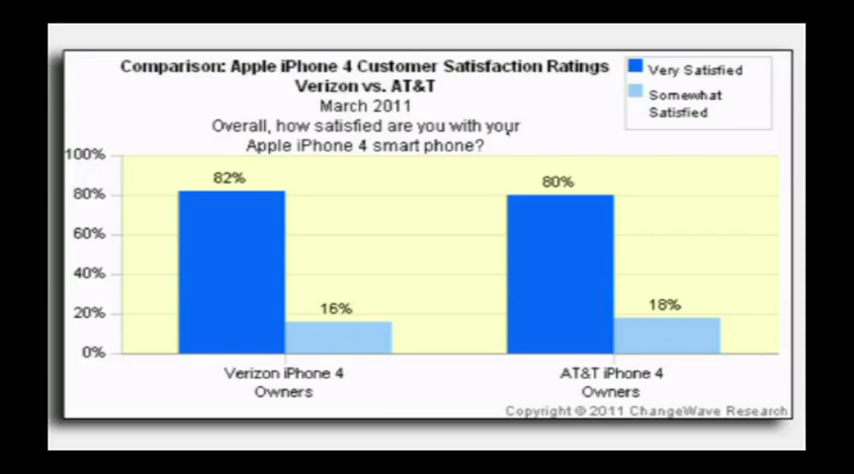 Comparison: Apple iPhone 4 Customer Satisfaction Ratings
Verizon vs. AT&T
March 2011
Overall, how satisfied are you with your
Apple iPhone 4 smart phone?
Very Satisfied
Somewhat
Satisfied
100%
80%
60%
40%
20%
0%
82%
16%
80%
18%
Verizon iPhone 4
Owners
AT&T iPhone 4
Owners
Copyright © 2011 ChangeWave Research